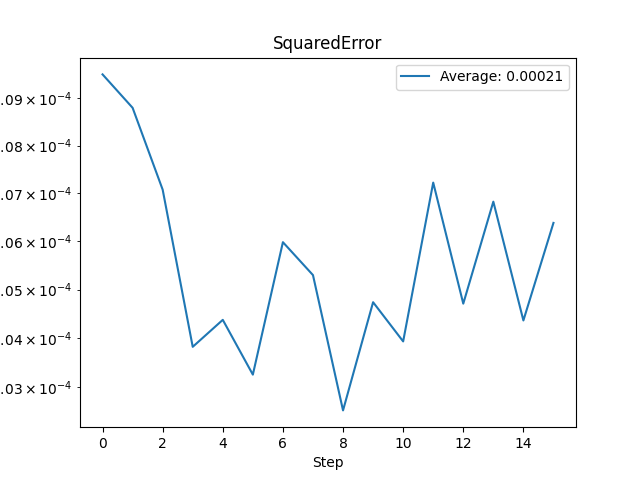 SquaredError
Average: 0.00021
.09 × 10⁻⁴
.08 × 10⁻⁴
.07 × 10⁻⁴
.06 × 10⁻⁴
.05 × 10⁻⁴
.04 × 10⁻⁴
.03 × 10⁻⁴
0 2 4 6 8 10 12 14
Step